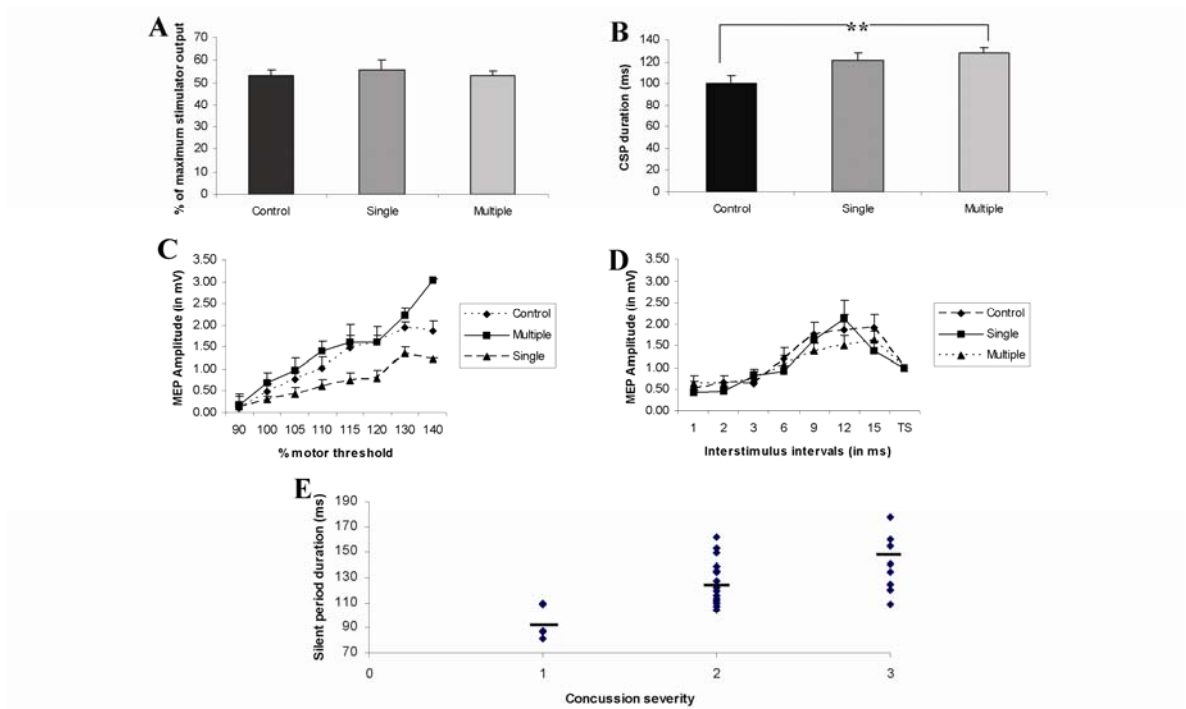 A
% of maximum stimulator output
70
60
50
40
30
20
10
0
Control Single Multiple
B
**
CSP duration (ms)
140
120
100
80
60
40
20
0
Control Single Multiple
C
MEP Amplitude (in mV)
3.50
3.00
2.50
2.00
1.50
1.00
0.50
0.00
90 100 105 110 115 120 130 140
% motor threshold
Control
Multiple
Single
D
MEP Amplitude (in mV)
3.50
3.00
2.50
2.00
1.50
1.00
0.50
0.00
1 2 3 6 9 12 15 TS
Interstimulus intervals (in ms)
Control
Single
Multiple
E
Silent period duration (ms)
190
170
150
130
110
90
70
0 1 2 3
Concussion severity